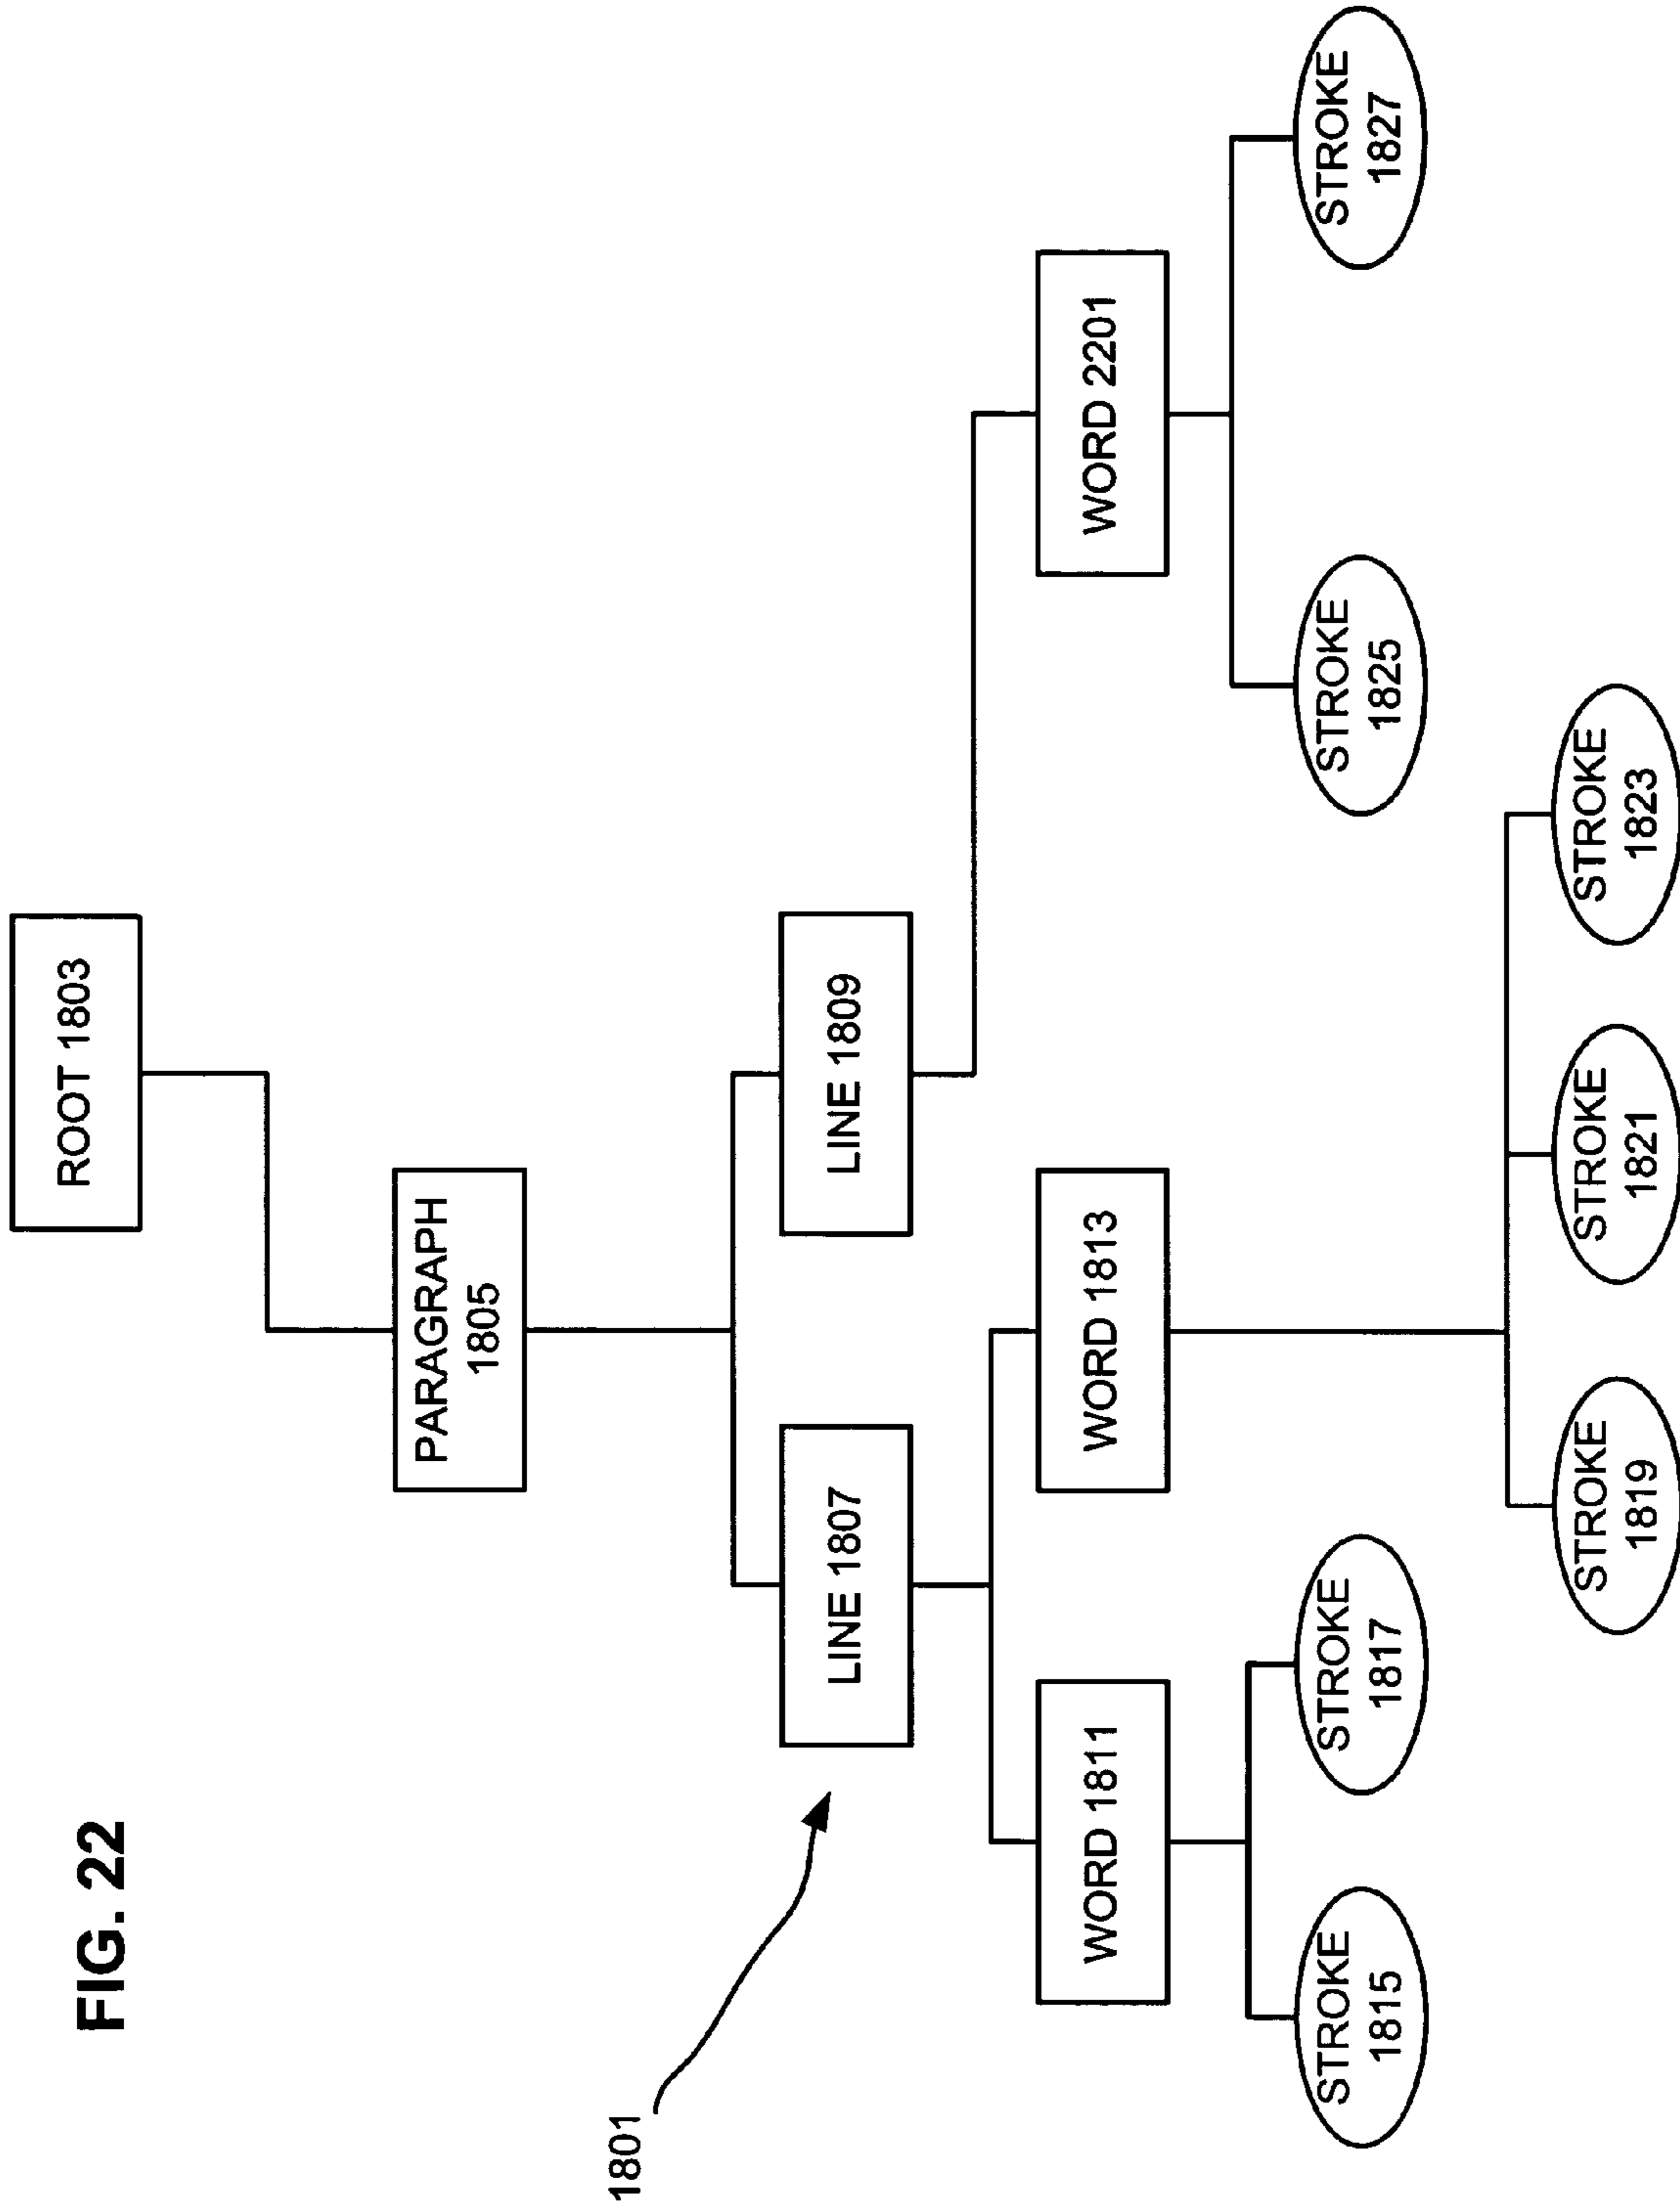 FIG. 22
1801
ROOT 1803
PARAGRAPH
1805
LINE 1807
LINE 1809
WORD 1811
WORD 1813
WORD 2201
STROKE
1815
STROKE
1817
STROKE
1825
STROKE
1827
STROKE
1819
STROKE
1821
STROKE
1823